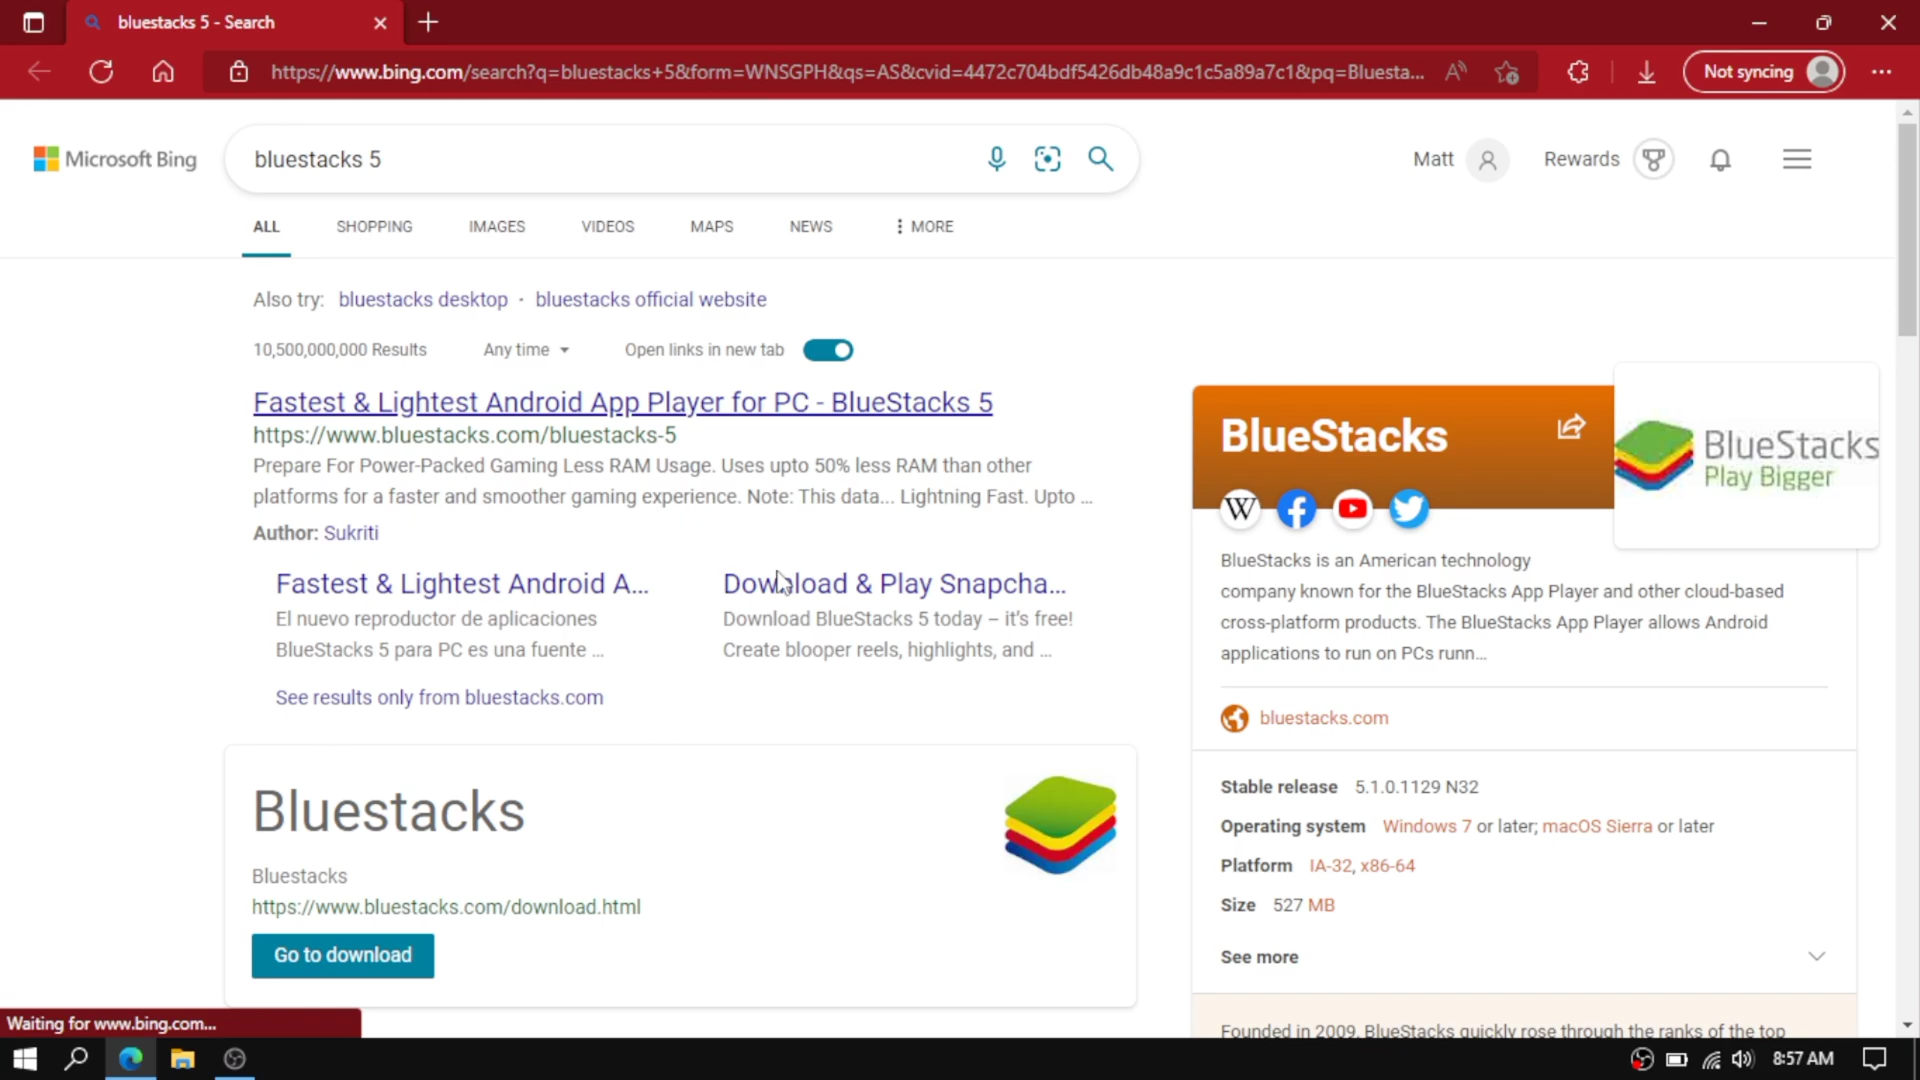 bluestacks 5 - Search
https://www.bing.com/search?q=bluestacks+5&form=WNSGPH&qs=AS&cvid=4472c704bdf5426db48a9c1c5a89a7c1&pq=Bluesta...
Not syncing
Microsoft Bing
bluestacks 5
Matt
Rewards
ALL SHOPPING IMAGES VIDEOS MAPS NEWS MORE
Also try: bluestacks desktop · bluestacks official website
10,500,000,000 Results Any time Open links in new tab
Fastest & Lightest Android App Player for PC - BlueStacks 5
https://www.bluestacks.com/bluestacks-5
Prepare For Power-Packed Gaming Less RAM Usage. Uses upto 50% less RAM than other
platforms for a faster and smoother gaming experience. Note: This data... Lightning Fast. Upto ...
Author: Sukriti
Fastest & Lightest Android A...
El nuevo reproductor de aplicaciones
BlueStacks 5 para PC es una fuente ...
Download & Play Snapcha...
Download BlueStacks 5 today – it's free!
Create blooper reels, highlights, and ...
See results only from bluestacks.com
Bluestacks
Bluestacks
https://www.bluestacks.com/download.html
Go to download
BlueStacks
BlueStacks
Play Bigger
W
BlueStacks is an American technology
company known for the BlueStacks App Player and other cloud-based
cross-platform products. The BlueStacks App Player allows Android
applications to run on PCs runn...
bluestacks.com
Stable release 5.1.0.1129 N32
Operating system Windows 7 or later; macOS Sierra or later
Platform IA-32, x86-64
Size 527 MB
See more
Founded in 2009, BlueStacks quickly rose through the ranks of the top
Waiting for www.bing.com...
8:57 AM